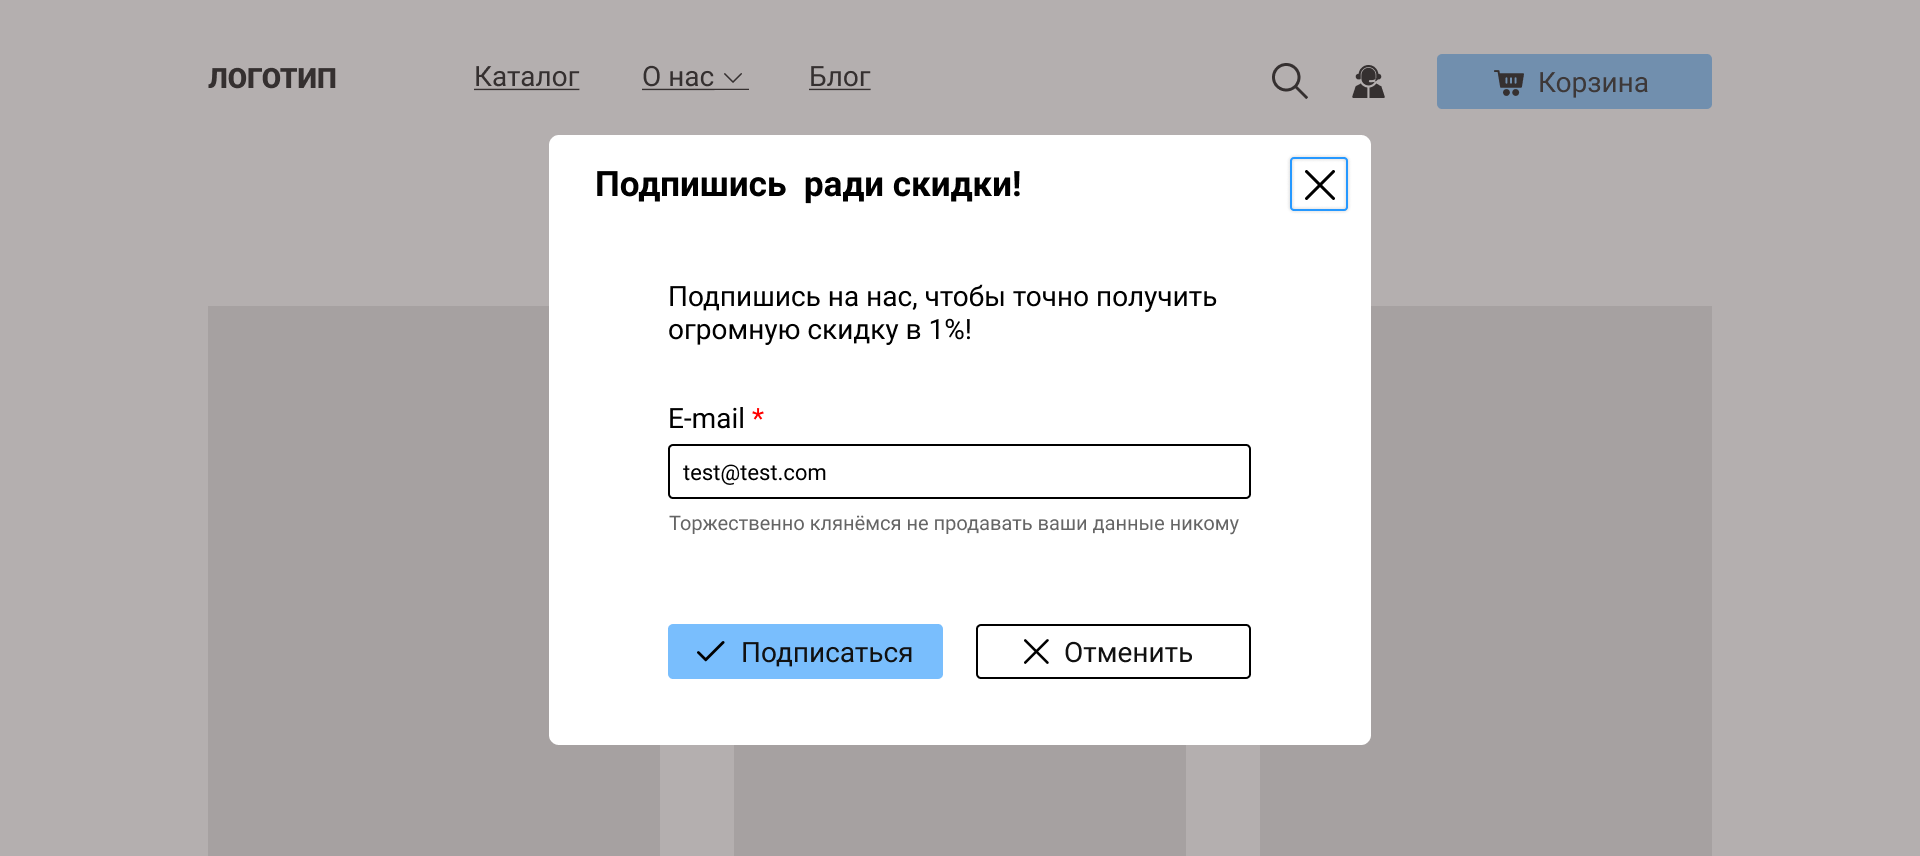 ЛОГОТИП
Каталог
О нас
Блог
Корзина
Подпишись ради скидки!
Подпишись на нас, чтобы точно получить
огромную скидку в 1%!
E-mail *
test@test.com
Торжественно клянёмся не продавать ваши данные никому
Подписаться
Отменить